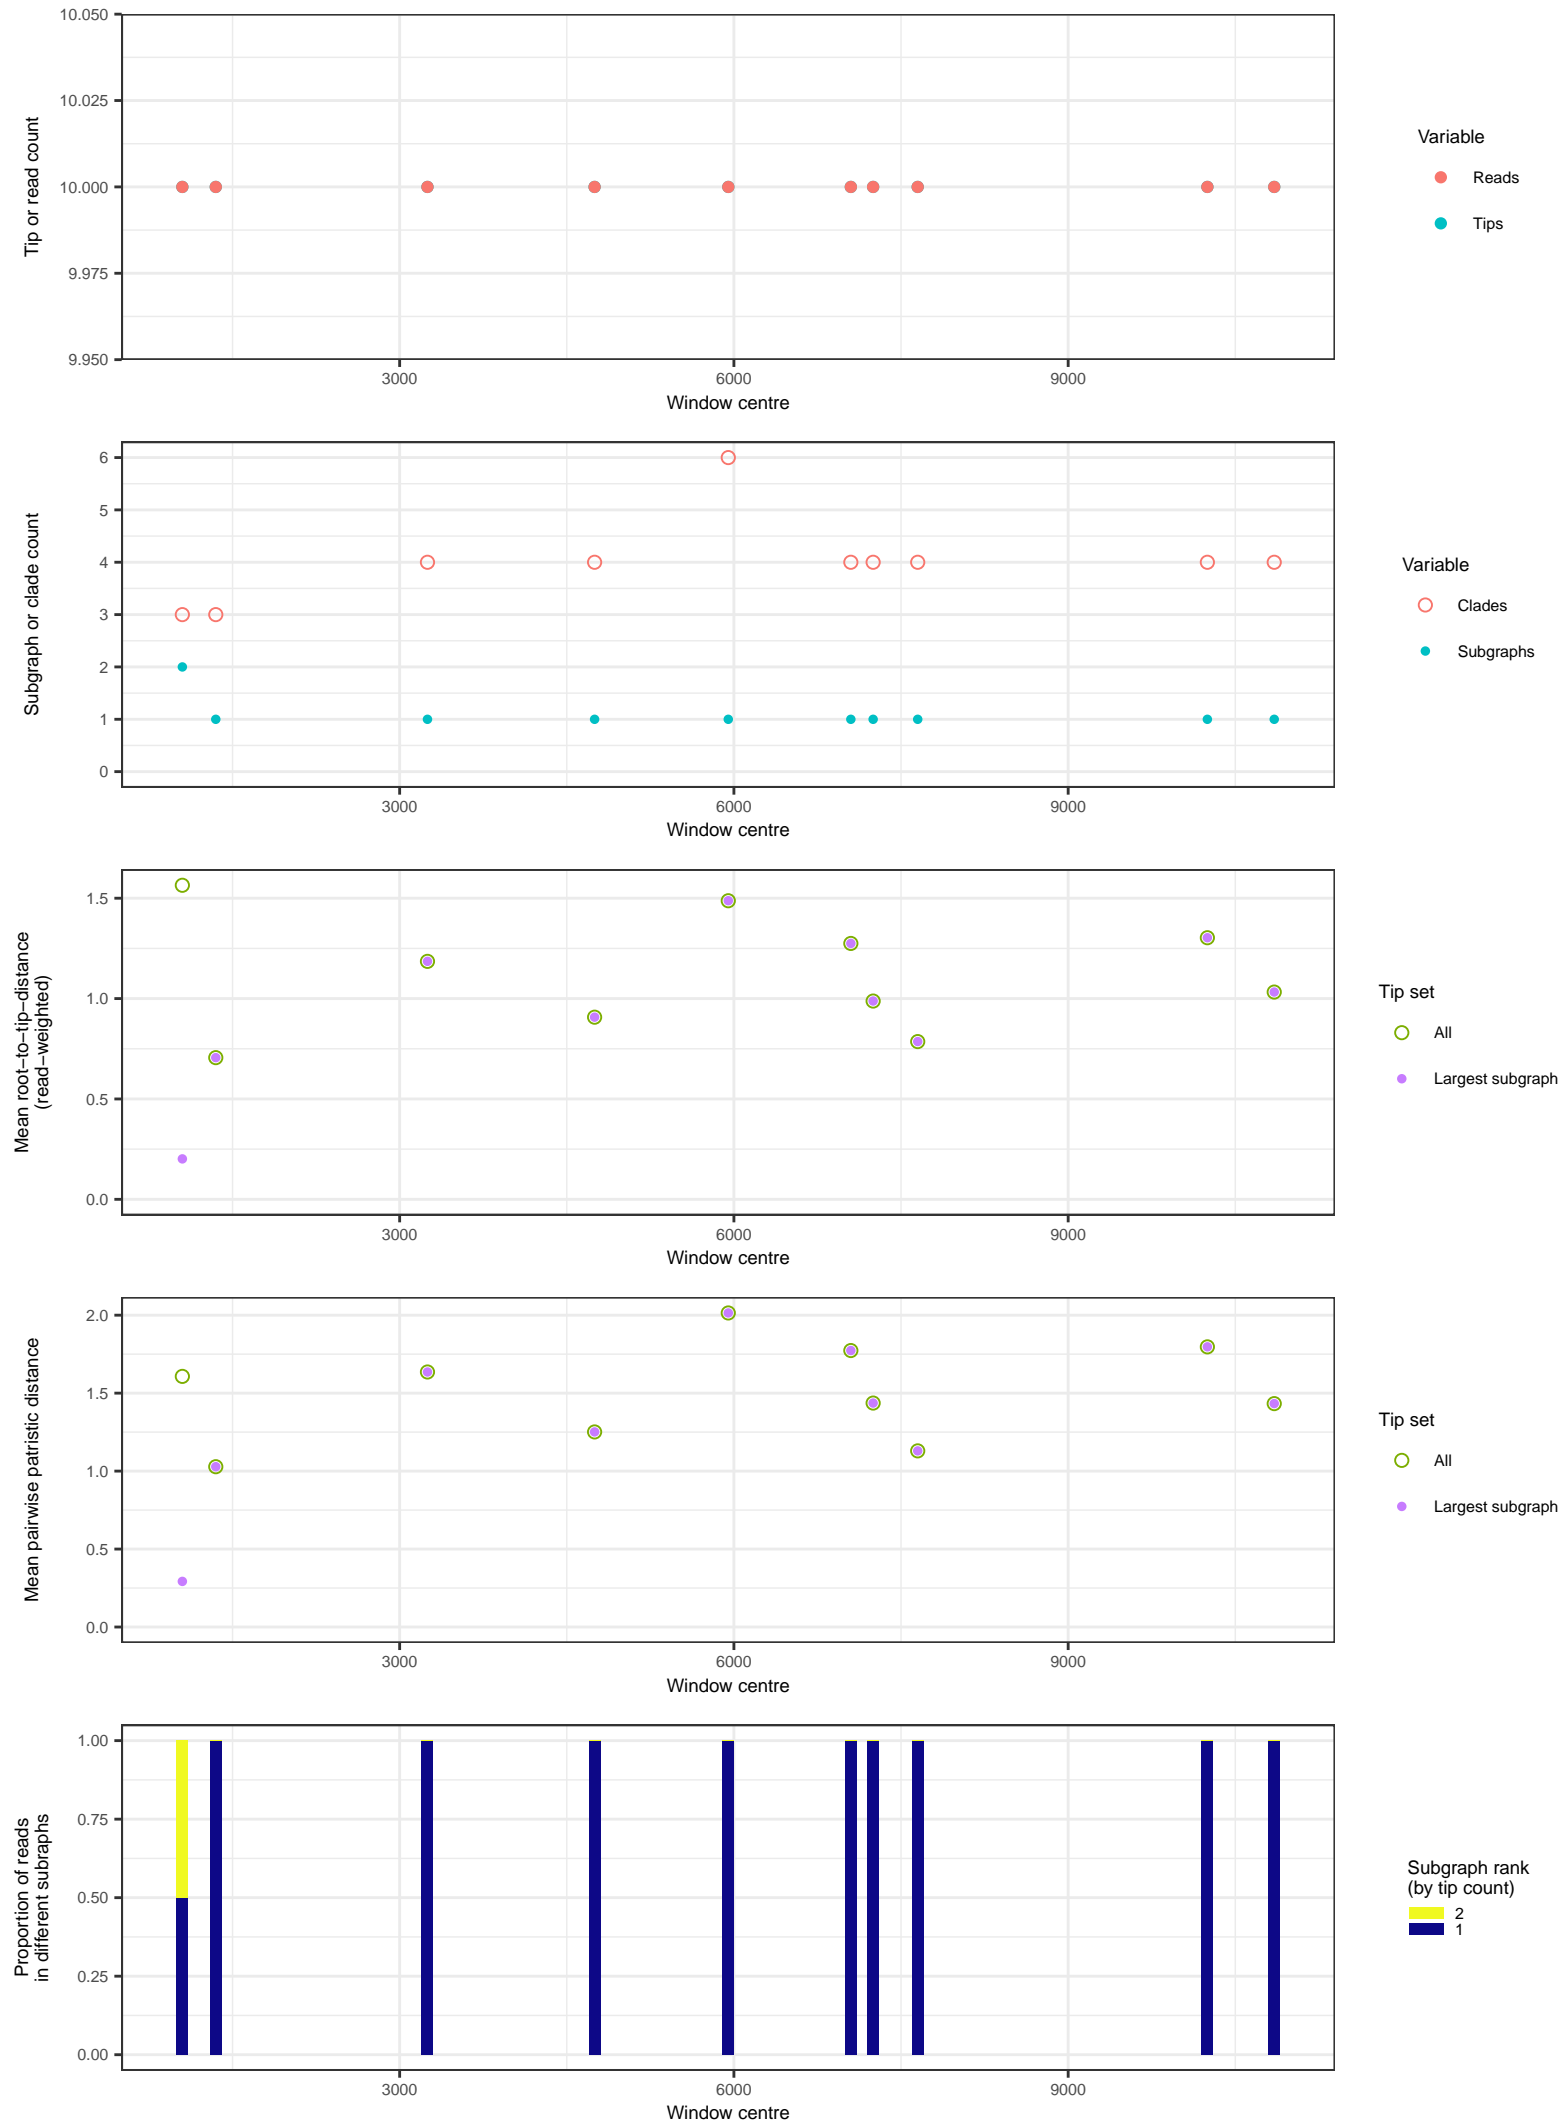 10.050
10.025
10.000
9.975
9.950
Tip or read count
3000
6000
9000
Window centre
Variable
Reads
Tips
6
5
4
3
2
1
0
Subgraph or clade count
3000
6000
9000
Window centre
Variable
Clades
Subgraphs
1.5
1.0
0.5
0.0
Mean root−to−tip−distance
(read−weighted)
3000
6000
9000
Window centre
Tip set
All
Largest subgraph
2.0
1.5
1.0
0.5
0.0
Mean pairwise patristic distance
3000
6000
9000
Window centre
Tip set
All
Largest subgraph
1.00
0.75
0.50
0.25
0.00
Proportion of reads
in different subraphs
3000
6000
9000
Window centre
Subgraph rank
(by tip count)
2
1